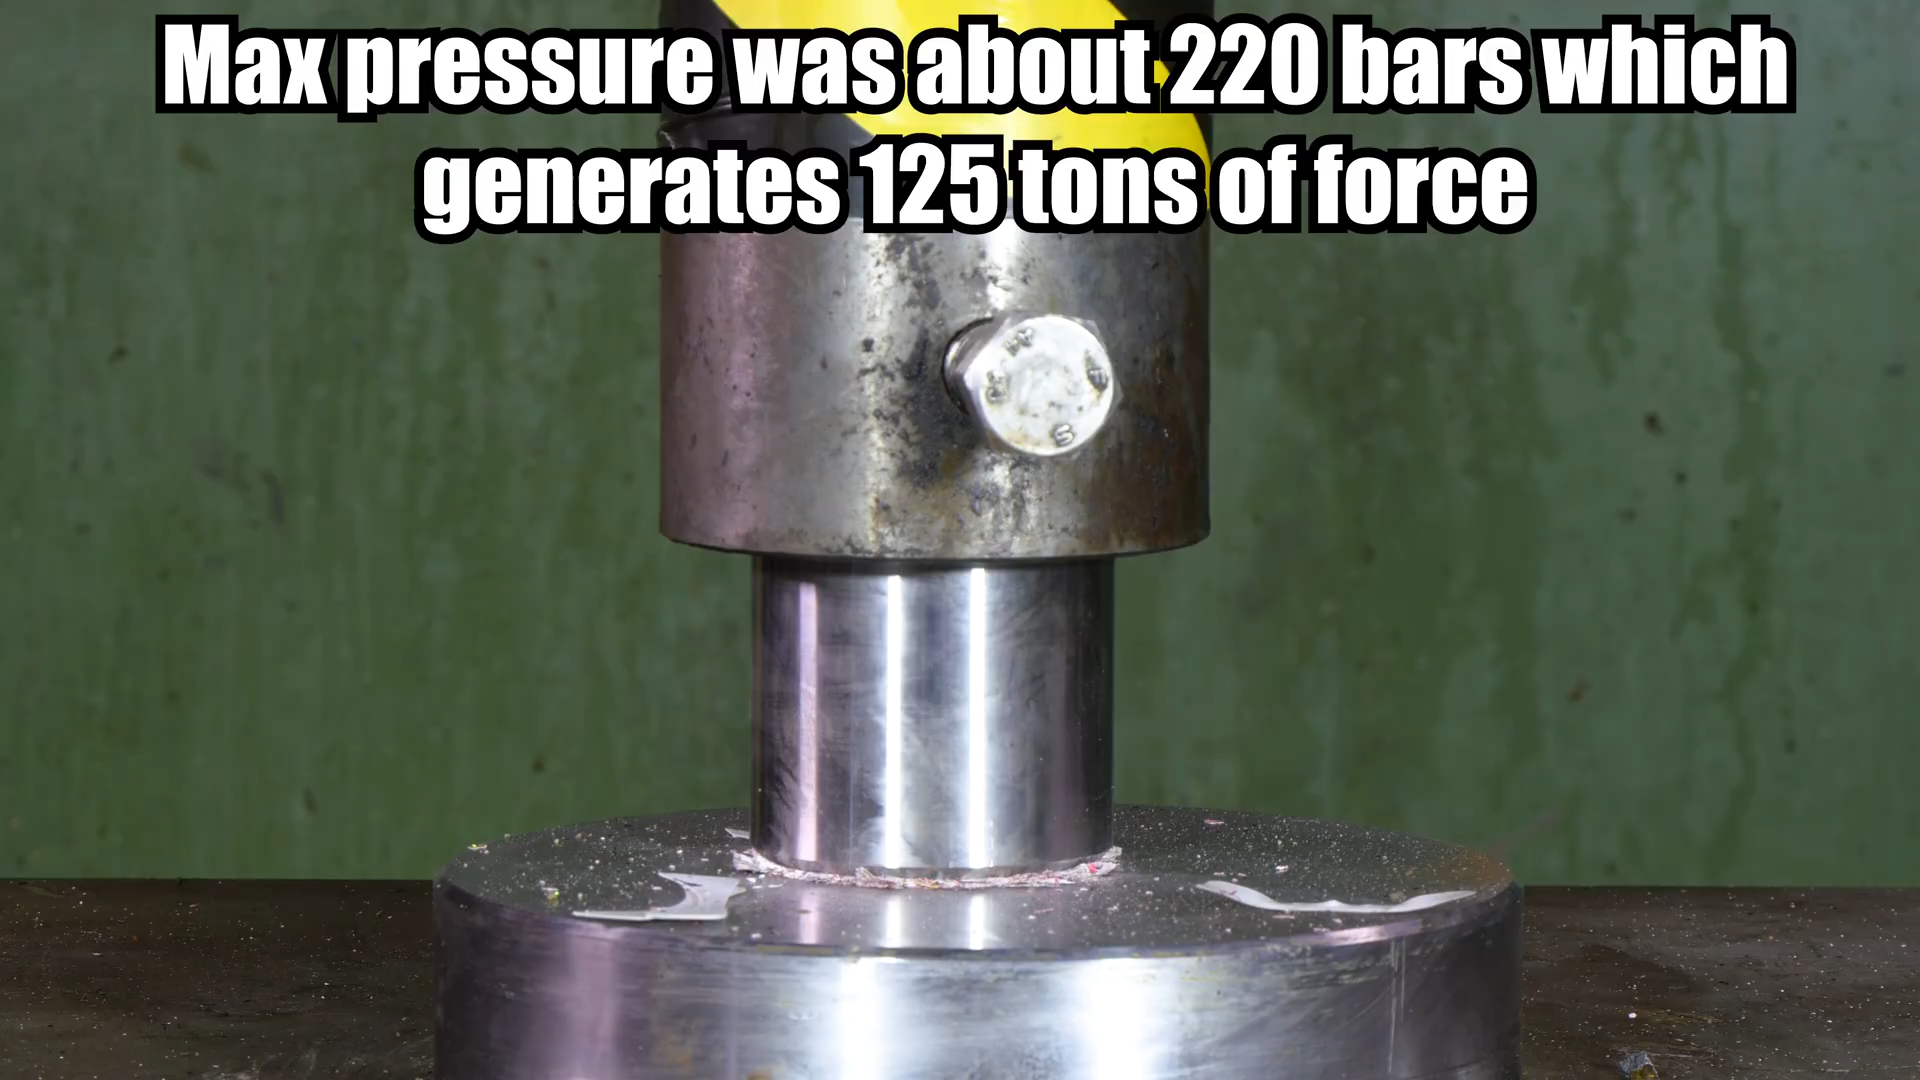 Max pressure was about 220 bars which
generates 125 tons of force